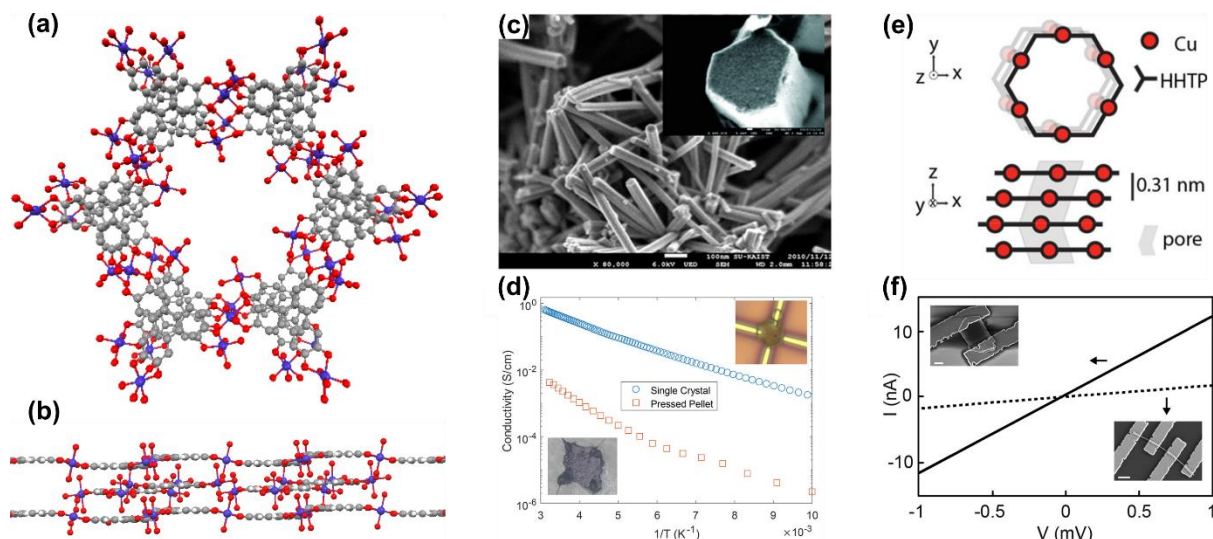 (a)
(b)
(c)
X 80,000 6.0kV UED SEM 100nm SU-KAIST 2010/11/12
WD 2.0mm 11:58:2
(d)
10⁰
10⁻²
10⁻⁴
10⁻⁶
Conductivity (S/cm)
Single Crystal
Pressed Pellet
3 4 5 6 7 8 9 10
× 10⁻³
1/T (K⁻¹)
(e)
y
z x
Cu
HHTP
z
y x
0.31 nm
pore
(f)
10
0
-10
I (nA)
-1 -0.5 0 0.5 1
V (mV)